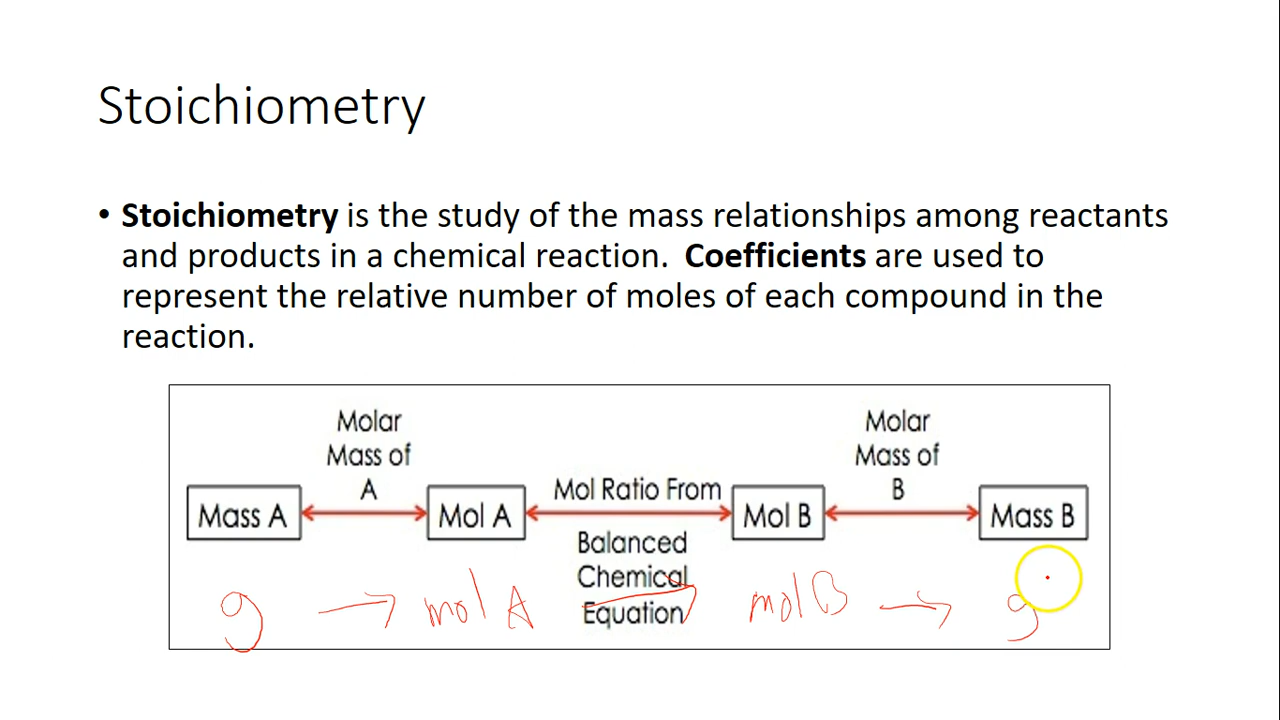 Stoichiometry
• Stoichiometry is the study of the mass relationships among reactants
and products in a chemical reaction. Coefficients are used to
represent the relative number of moles of each compound in the
reaction.
Molar
Mass of
A
Molar
Mass of
B
Mass A
Mol A
Mol Ratio From
Mol B
Mass B
Balanced
Chemical
Equation
g → mol A → mol B → g